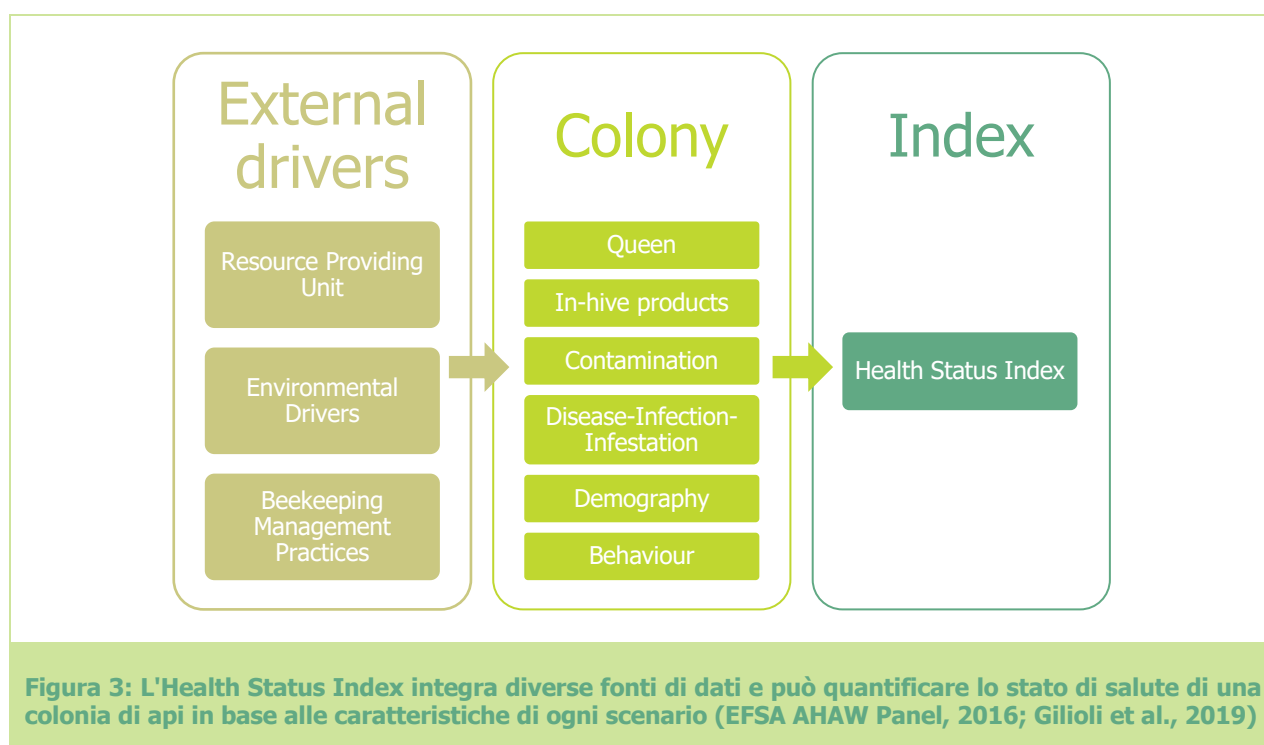 External
drivers
Resource Providing
Unit
Environmental
Drivers
Beekeeping
Management
Practices
Colony
Queen
In-hive products
Contamination
Disease-Infection-
Infestation
Demography
Behaviour
Index
Health Status Index
Figura 3: L'Health Status Index integra diverse fonti di dati e può quantificare lo stato di salute di una
colonia di api in base alle caratteristiche di ogni scenario (EFSA AHAW Panel, 2016; Gilioli et al., 2019)